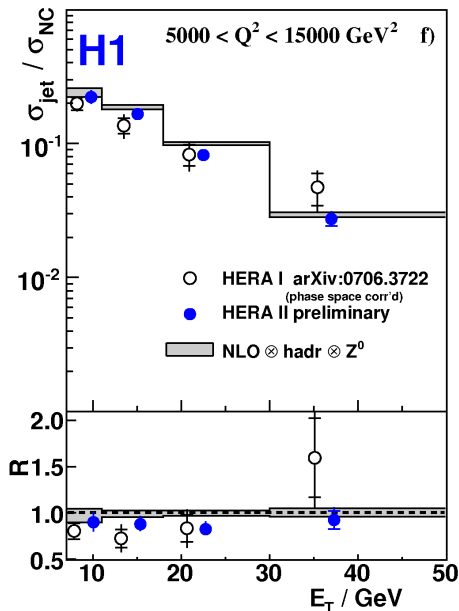 σjet / σNC
H1
5000 < Q² < 15000 GeV² f)
10⁻¹
10⁻²
HERA I arXiv:0706.3722
(phase space corr'd)
HERA II preliminary
NLO ⊗ hadr ⊗ Z⁰
R
2.0
1.5
1.0
0.5
10 20 30 40 50
E_T / GeV